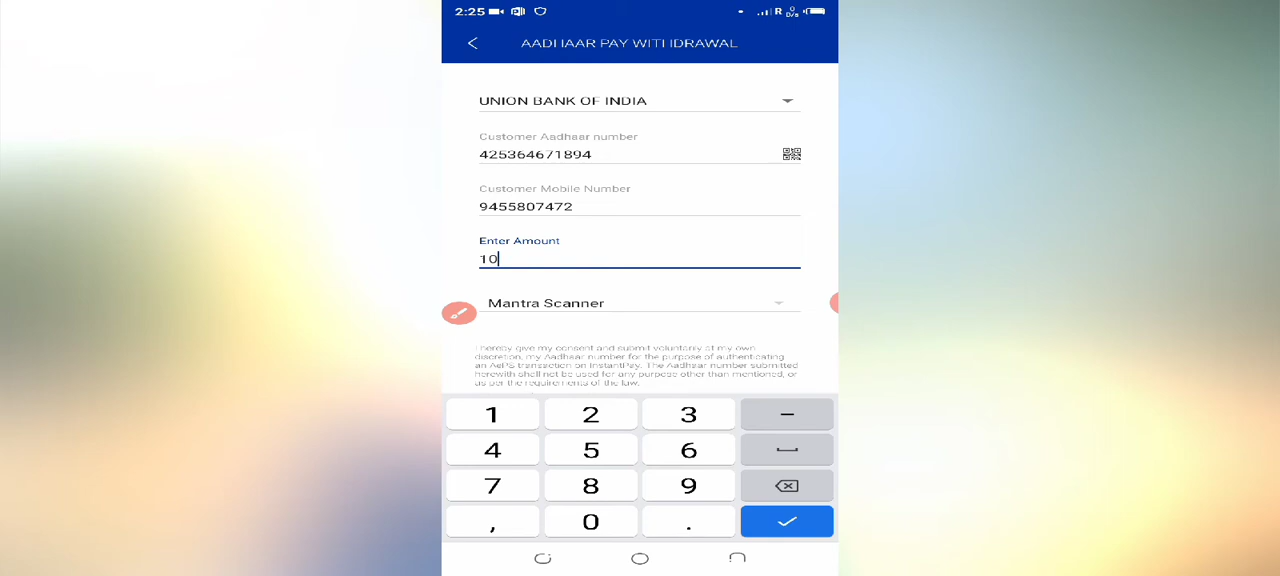 2:25
R 0 D/s
AADHAAR PAY WITHDRAWAL
UNION BANK OF INDIA
Customer Aadhaar number
425364671894
Customer Mobile Number
9455807472
Enter Amount
10
Mantra Scanner
I hereby give my consent and submit voluntarily at my own
discretion, my Aadhaar number for the purpose of authenticating
an AePS transaction on InstantPay. The Aadhaar number submitted
herewith shall not be used for any purpose other than mentioned, or
as per the requirements of the law.
1 2 3 –
4 5 6
7 8 9
, 0 .